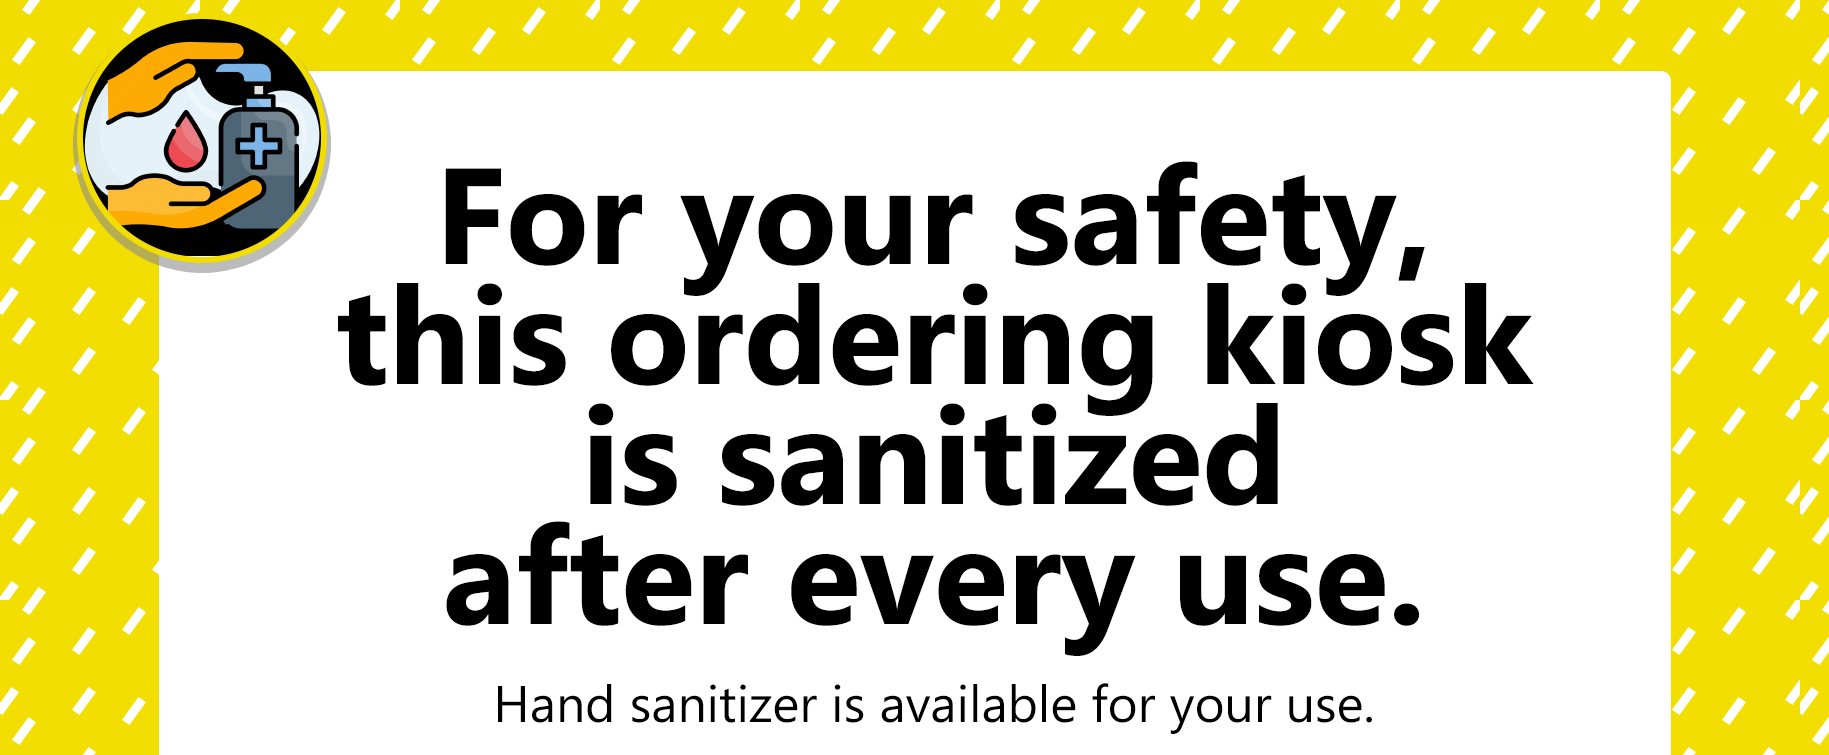 For your safety,
this ordering kiosk
is sanitized
after every use.
Hand sanitizer is available for your use.